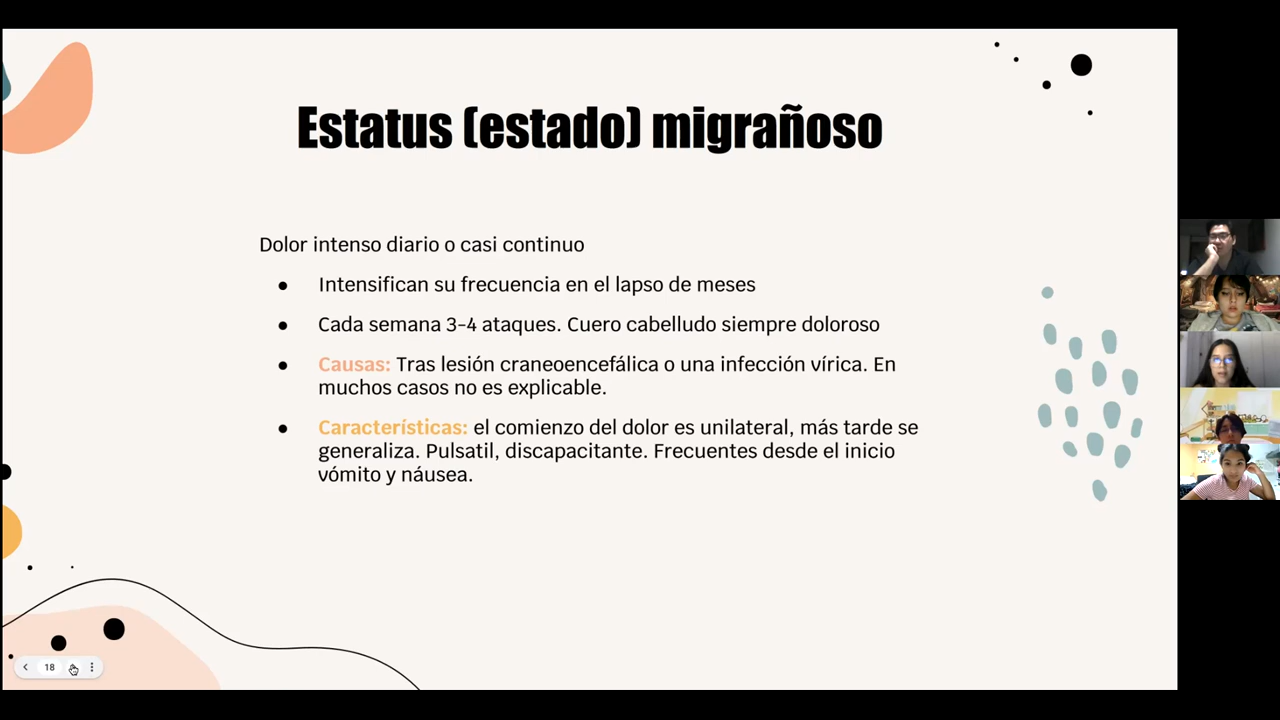 Estatus (estado) migrañoso
Dolor intenso diario o casi continuo
● Intensifican su frecuencia en el lapso de meses
● Cada semana 3-4 ataques. Cuero cabelludo siempre doloroso
● Causas: Tras lesión craneoencefálica o una infección vírica. En
muchos casos no es explicable.
● Características: el comienzo del dolor es unilateral, más tarde se
generaliza. Pulsatil, discapacitante. Frecuentes desde el inicio
vómito y náusea.
18